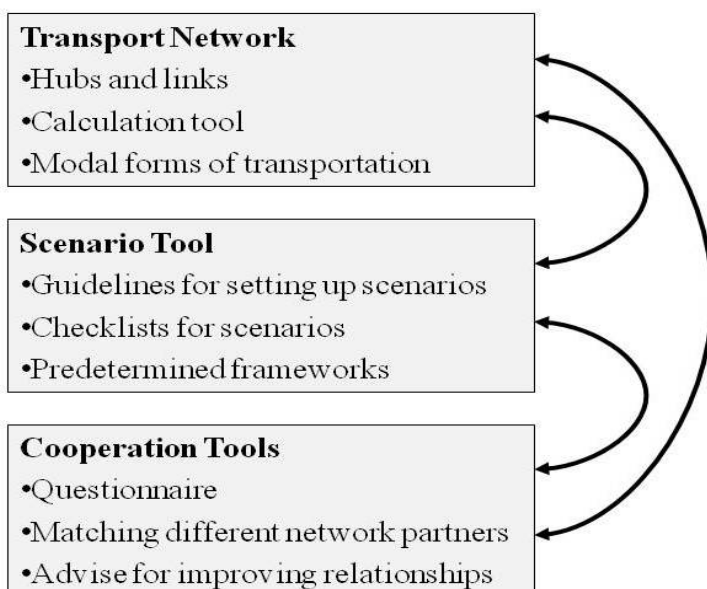 Transport Network
•Hubs and links
•Calculation tool
•Modal forms of transportation
Scenario Tool
•Guidelines for setting up scenarios
•Checklists for scenarios
•Predetermined frameworks
Cooperation Tools
•Questionnaire
•Matching different network partners
•Advise for improving relationships